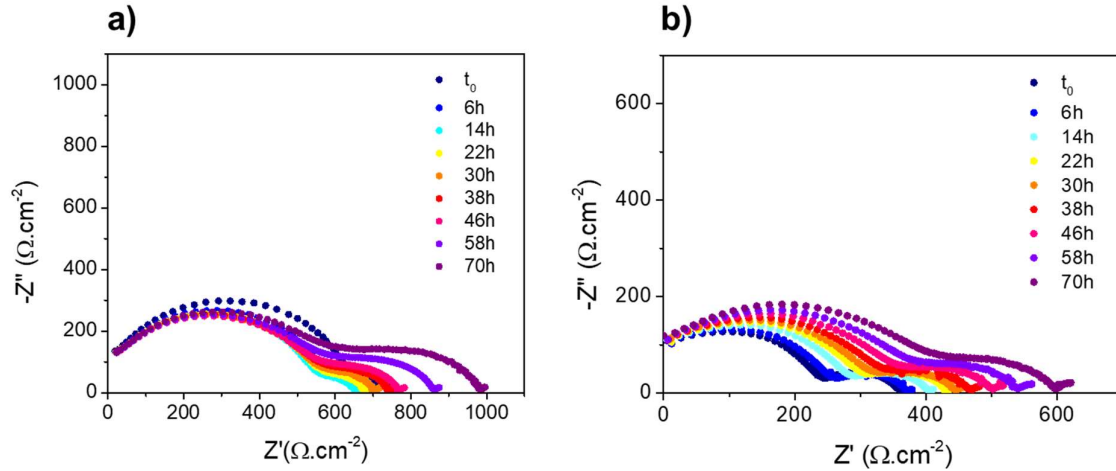 a)
1000
800
600
400
200
0
-Z'' (Ω.cm⁻²)
0 200 400 600 800 1000
Z'(Ω.cm⁻²)
t₀
6h
14h
22h
30h
38h
46h
58h
70h
b)
600
400
200
0
-Z'' (Ω.cm⁻²)
0 200 400 600
Z' (Ω.cm⁻²)
t₀
6h
14h
22h
30h
38h
46h
58h
70h